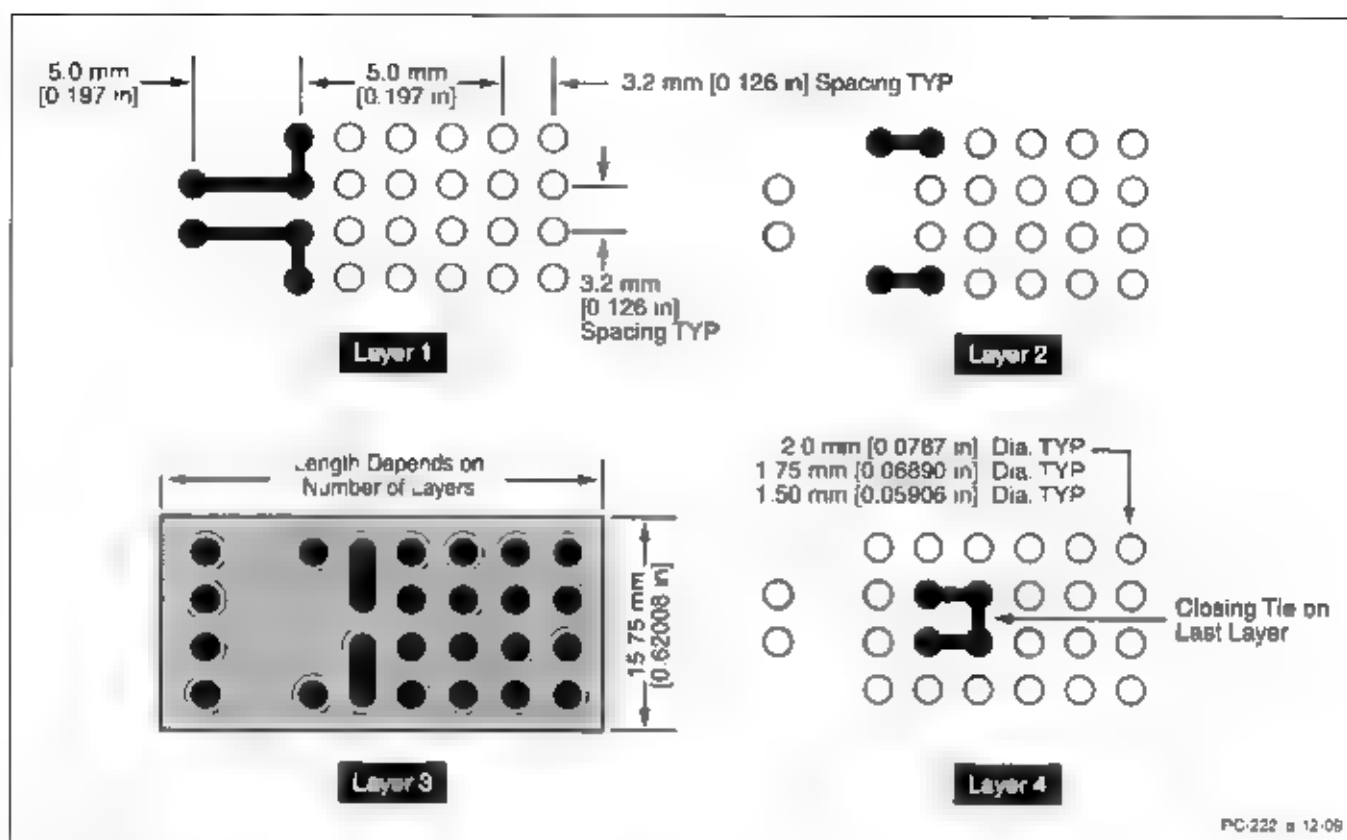 5.0 mm
[0.197 in]
5.0 mm
[0.197 in]
3.2 mm [0.126 in] Spacing TYP
3.2 mm
[0.126 in]
Spacing TYP
Layer 1
Layer 2
Length Depends on
Number of Layers
15.75 mm
[0.62008 in]
Layer 3
2.0 mm [0.0787 in] Dia. TYP
1.75 mm [0.06890 in] Dia. TYP
1.50 mm [0.05906 in] Dia. TYP
Closing Tie on
Last Layer
Layer 4